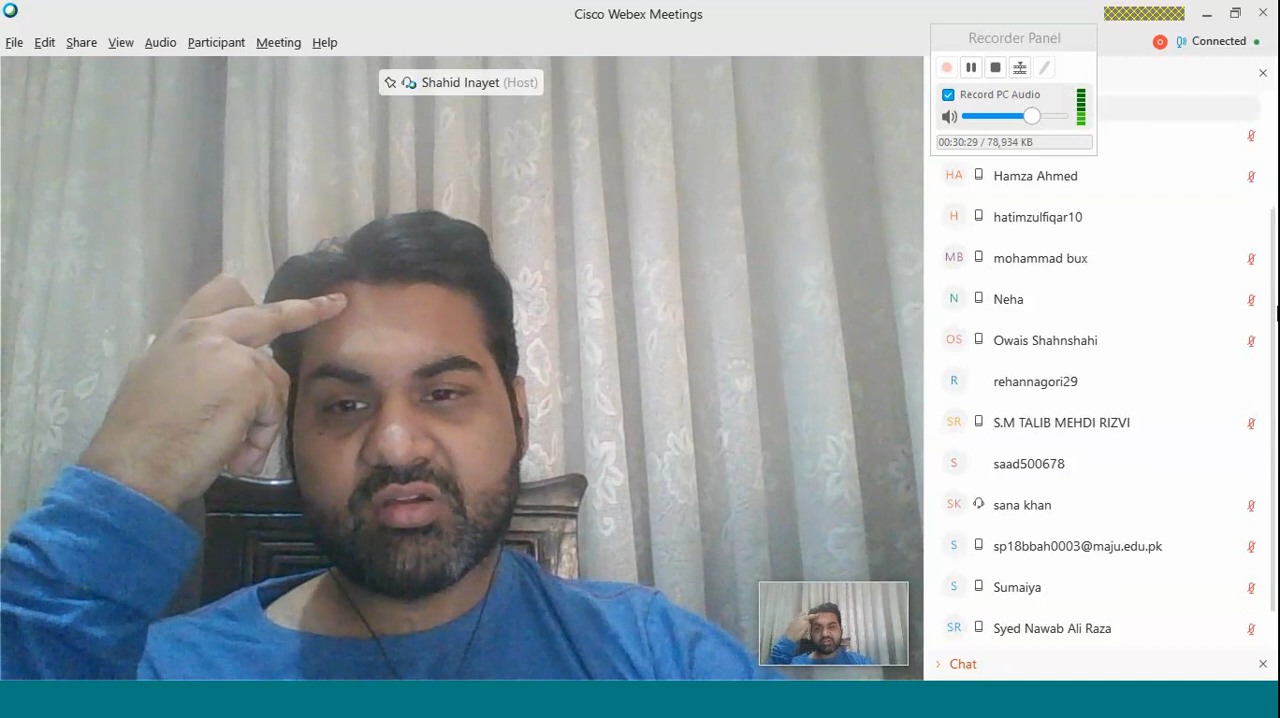 Cisco Webex Meetings
File Edit Share View Audio Participant Meeting Help
Connected
Recorder Panel
Record PC Audio
00:30:29 / 78,934 KB
Shahid Inayet (Host)
HA Hamza Ahmed
H hatimzulfiqar10
MB mohammad bux
N Neha
OS Owais Shahnshahi
R rehannagori29
SR S.M TALIB MEHDI RIZVI
S saad500678
SK sana khan
S sp18bbah0003@maju.edu.pk
S Sumaiya
SR Syed Nawab Ali Raza
Chat